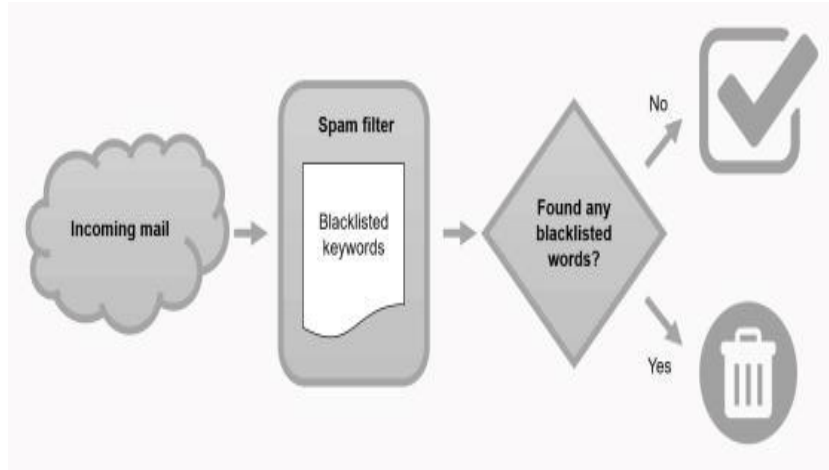 Incoming mail
Spam filter
Blacklisted
keywords
Found any
blacklisted
words?
No
Yes